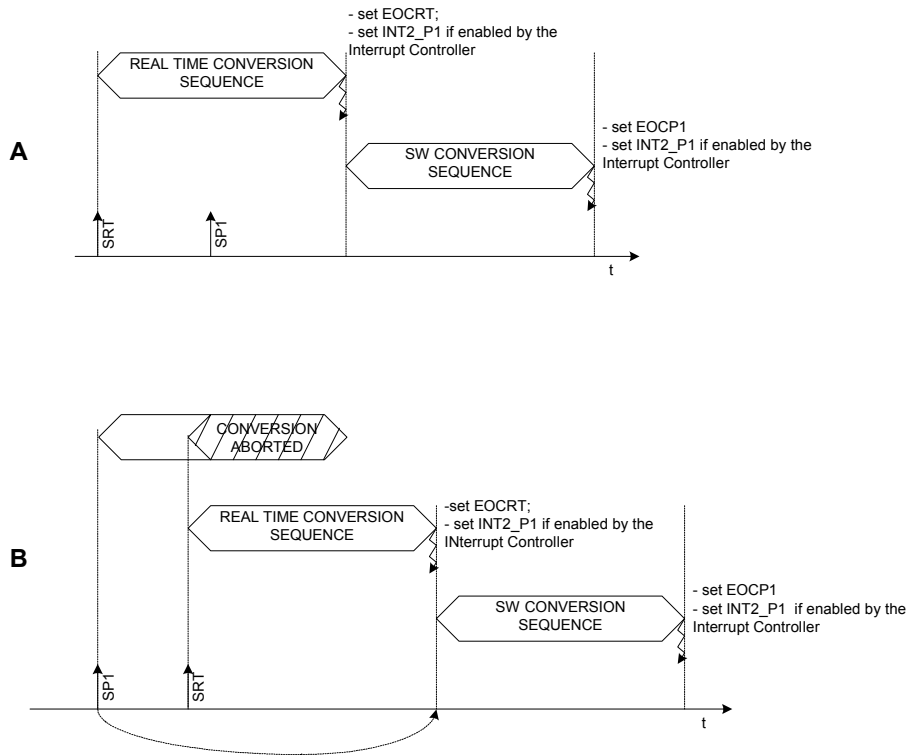 - set EOCRT;
- set INT2_P1 if enabled by the
Interrupt Controller
REAL TIME CONVERSION
SEQUENCE
- set EOCP1
- set INT2_P1 if enabled by the
Interrupt Controller
A
SW CONVERSION
SEQUENCE
SRT
SP1
t
CONVERSION
ABORTED
-set EOCRT;
- set INT2_P1 if enabled by the
INterrupt Controller
REAL TIME CONVERSION
SEQUENCE
B
- set EOCP1
- set INT2_P1 if enabled by the
Interrupt Controller
SW CONVERSION
SEQUENCE
SP1
SRT
t